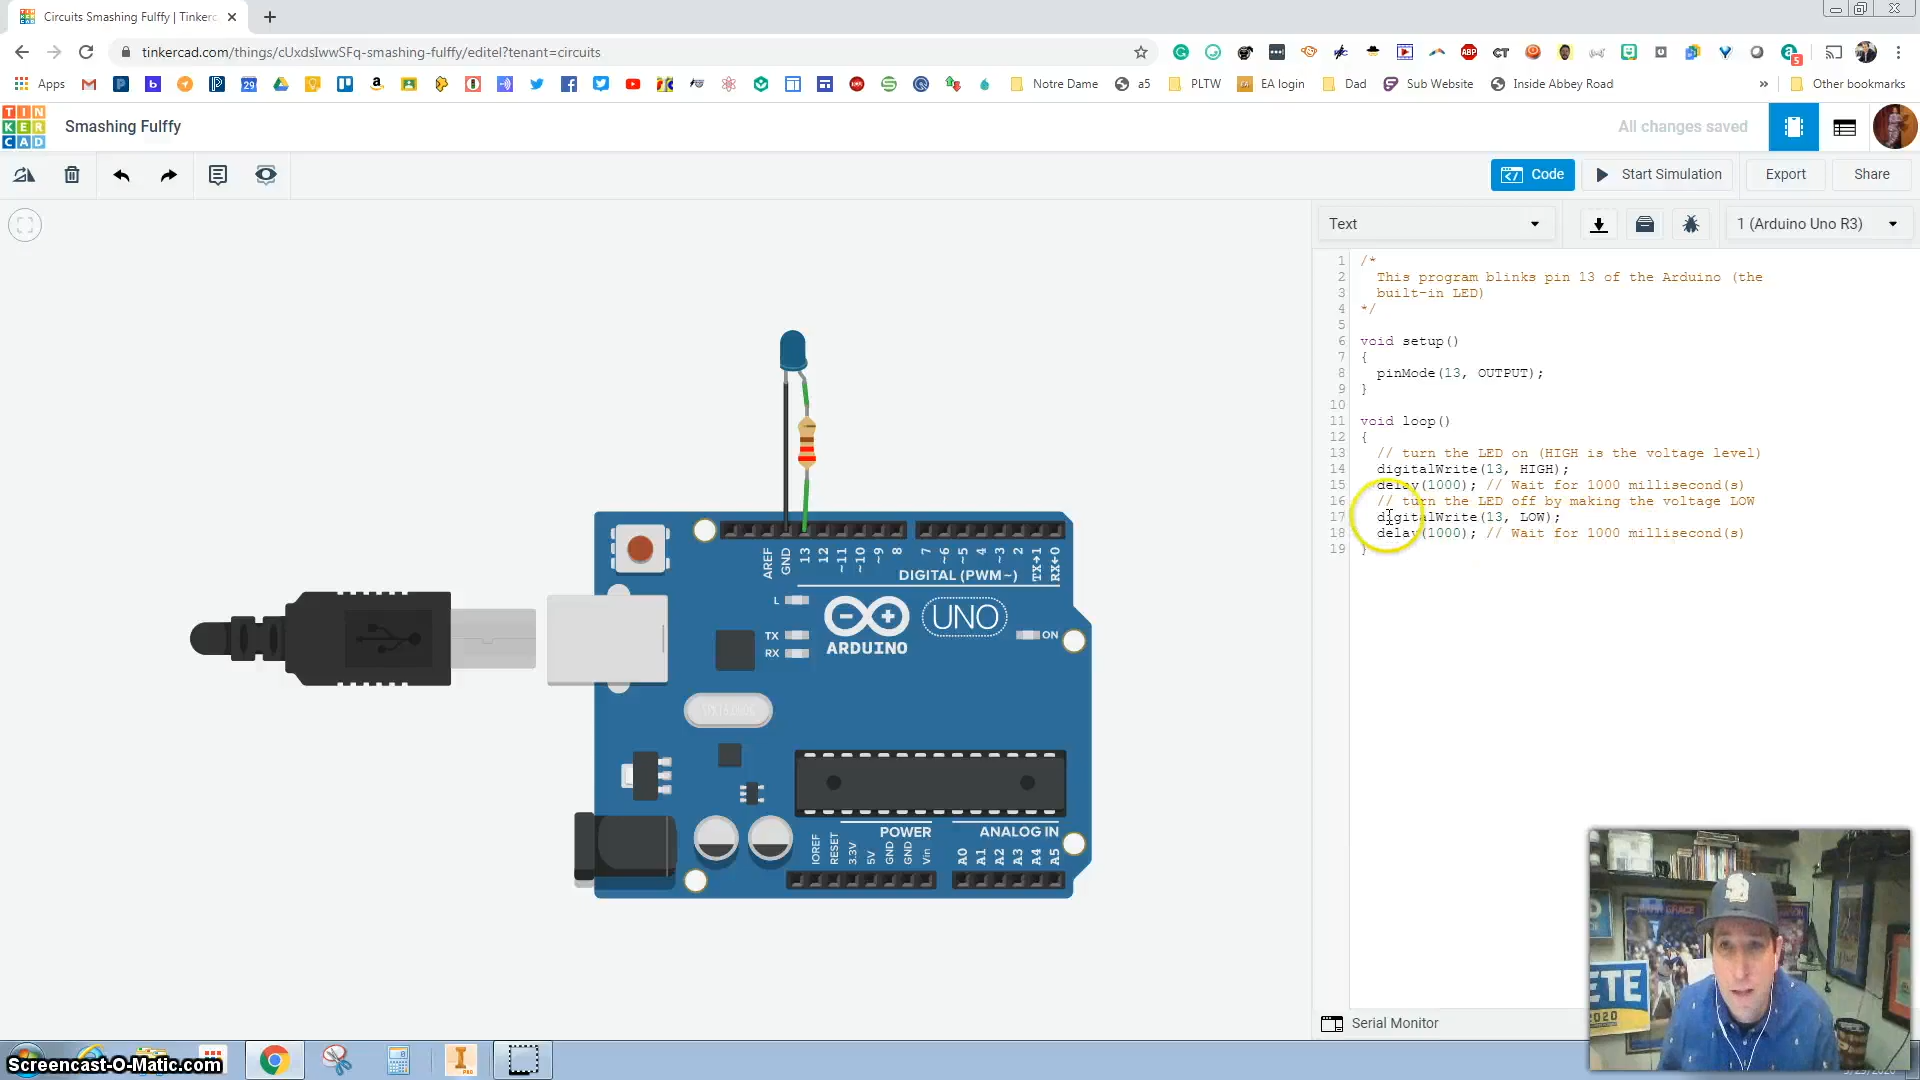 Circuits Smashing Fulffy | Tinkerc
tinkercad.com/things/cUxdsIwwSFq-smashing-fulffy/editel?tenant=circuits
Apps
Notre Dame
a5
PLTW
EA login
Dad
Sub Website
Inside Abbey Road
»
Other bookmarks
TIN
KER
CAD
Smashing Fulffy
All changes saved
Code
Start Simulation
Export
Share
Text
1 (Arduino Uno R3)
1 /*
2 This program blinks pin 13 of the Arduino (the
3 built-in LED)
4 */
5
6 void setup()
7 {
8 pinMode(13, OUTPUT);
9 }
10
11 void loop()
12 {
13 // turn the LED on (HIGH is the voltage level)
14 digitalWrite(13, HIGH);
15 delay(1000); // Wait for 1000 millisecond(s)
16 // turn the LED off by making the voltage LOW
17 digitalWrite(13, LOW);
18 delay(1000); // Wait for 1000 millisecond(s)
19 }
AREF
GND
13
12
~11
~10
~9
8
7
~6
~5
4
~3
2
TX→1
RX←0
DIGITAL (PWM~)
L
TX
RX
UNO
ARDUINO
ON
POWER
ANALOG IN
IOREF
RESET
3.3V
5V
GND
GND
Vin
A0
A1
A2
A3
A4
A5
Serial Monitor
ETE
2020
Screencast-O-Matic.com